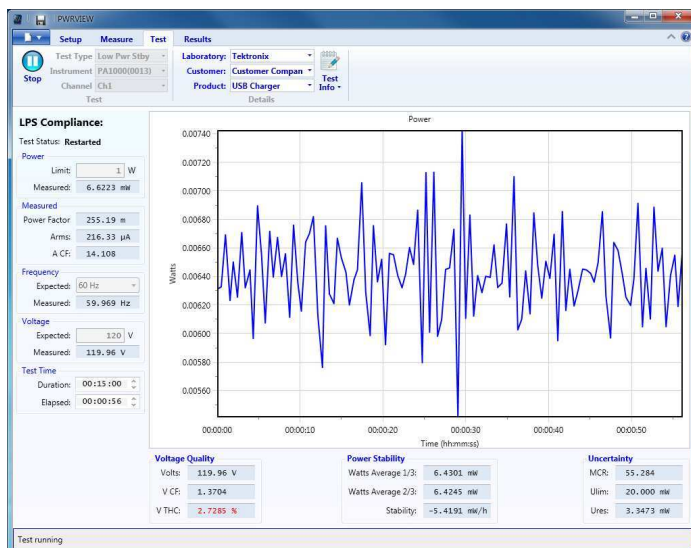 PWRVIEW
Setup Measure Test Results
Stop
Test Type Low Pwr Stby
Instrument PA1000(0013)
Channel Ch1
Test
Laboratory: Tektronix
Customer: Customer Compan
Product: USB Charger
Test Info
Details
LPS Compliance:
Test Status: Restarted
Power
Limit: 1 W
Measured: 6.6223 mW
Measured
Power Factor 255.19 m
Arms: 216.33 µA
A CF: 14.108
Frequency
Expected: 60 Hz
Measured: 59.969 Hz
Voltage
Expected: 120 V
Measured: 119.96 V
Test Time
Duration: 00:15:00
Elapsed: 00:00:56
Power
0.00740
0.00720
0.00700
0.00680
0.00660
0.00640
0.00620
0.00600
0.00580
0.00560
Watts
00:00:00 00:00:10 00:00:20 00:00:30 00:00:40 00:00:50
Time (hh:mm:ss)
Voltage Quality
Volts: 119.96 V
V CF: 1.3704
V THC: 2.7285 %
Power Stability
Watts Average 1/3: 6.4301 mW
Watts Average 2/3: 6.4245 mW
Stability: -5.4191 mW/h
Uncertainty
MCR: 55.284
Ulim: 20.000 mW
Ures: 3.3473 mW
Test running